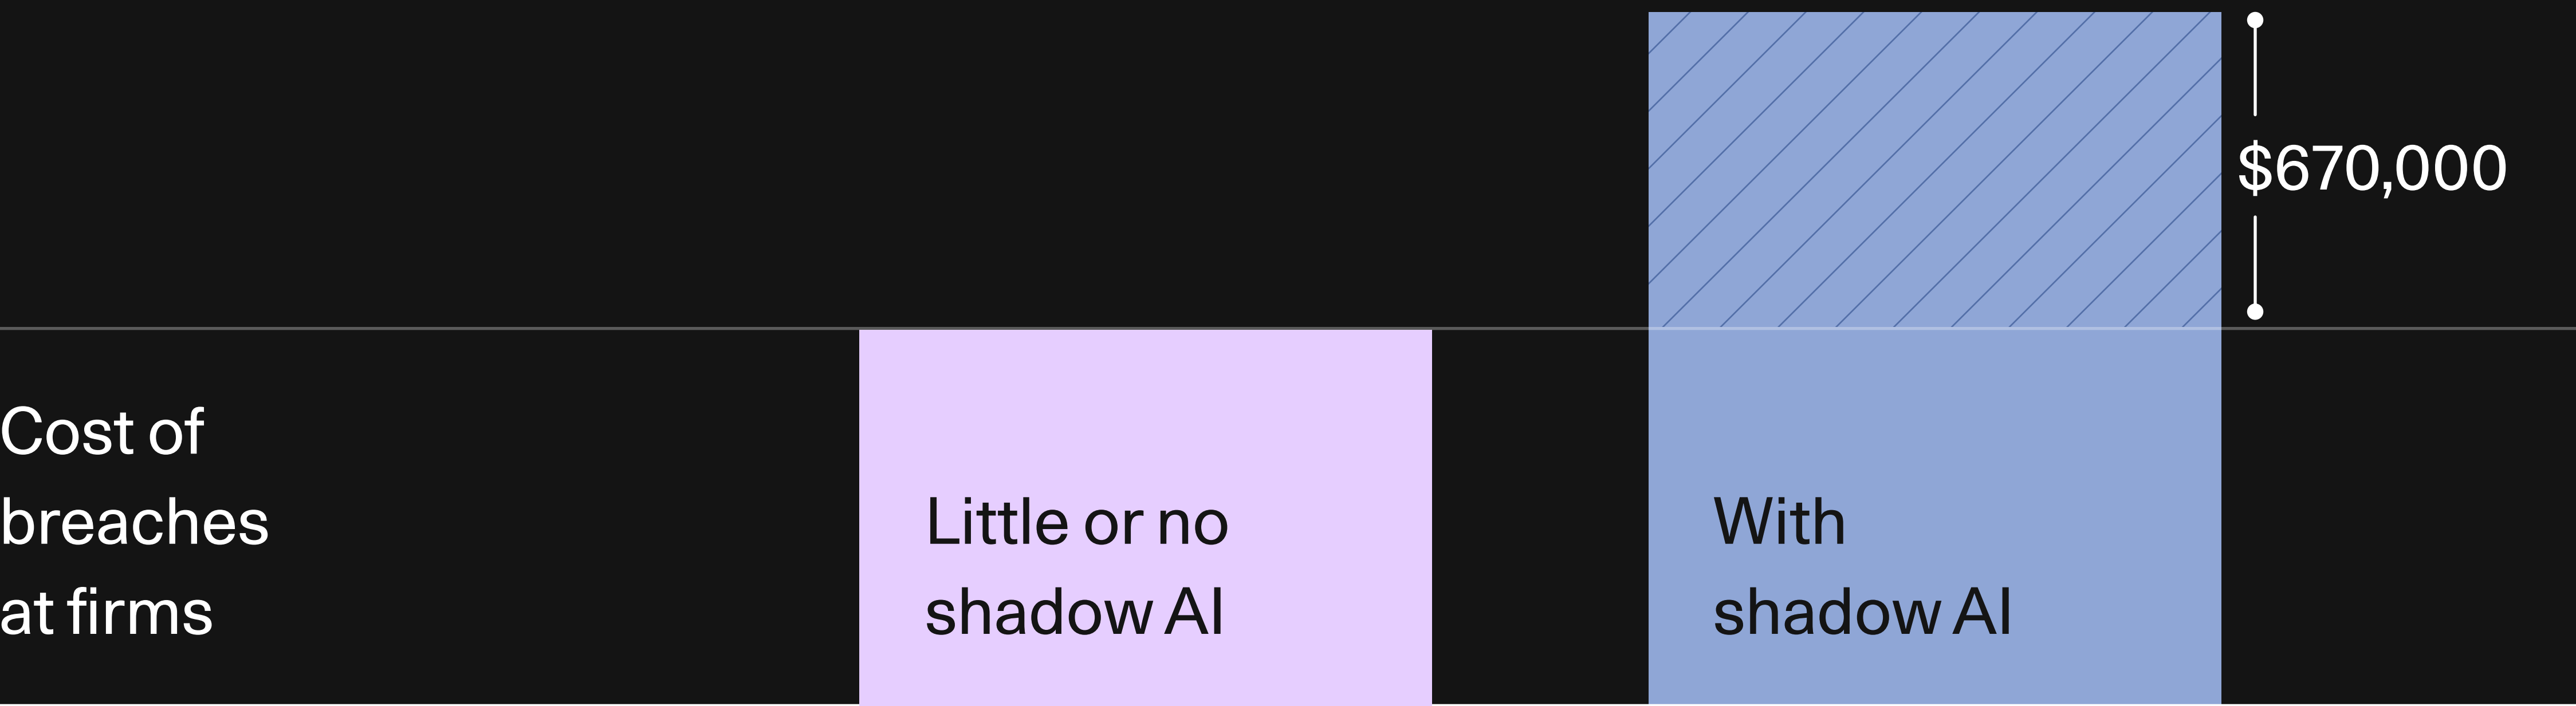 $670,000
Cost of
breaches
at firms
Little or no
shadow AI
With
shadow AI